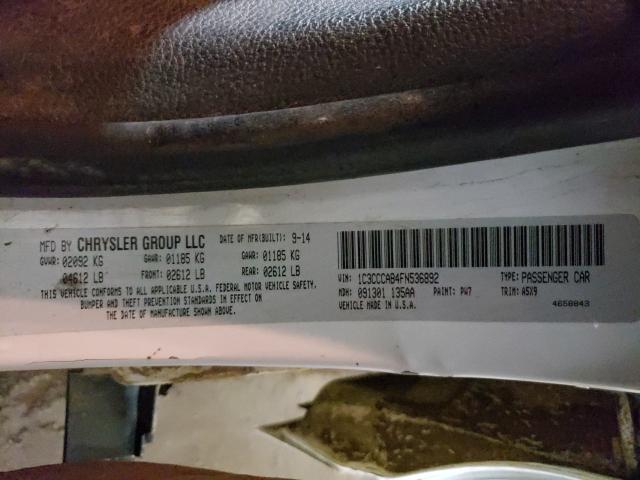 MFD BY CHRYSLER GROUP LLC DATE OF MFR(BUILT): 9-14
GVWR: 02092 KG GAWR: 01185 KG GAWR: 01185 KG
04612 LB FRONT: 02612 LB REAR: 02612 LB
THIS VEHICLE CONFORMS TO ALL APPLICABLE U.S.A. FEDERAL MOTOR VEHICLE SAFETY,
BUMPER AND THEFT PREVENTION STANDARDS IN EFFECT ON
THE DATE OF MANUFACTURE SHOWN ABOVE.
VIN: 1C3CCCAB4FN536892 TYPE: PASSENGER CAR
MDH: 091301 135AA PAINT: PW7 TRIM: A5X9
VEHICLE MADE IN U.S.A. 4658843